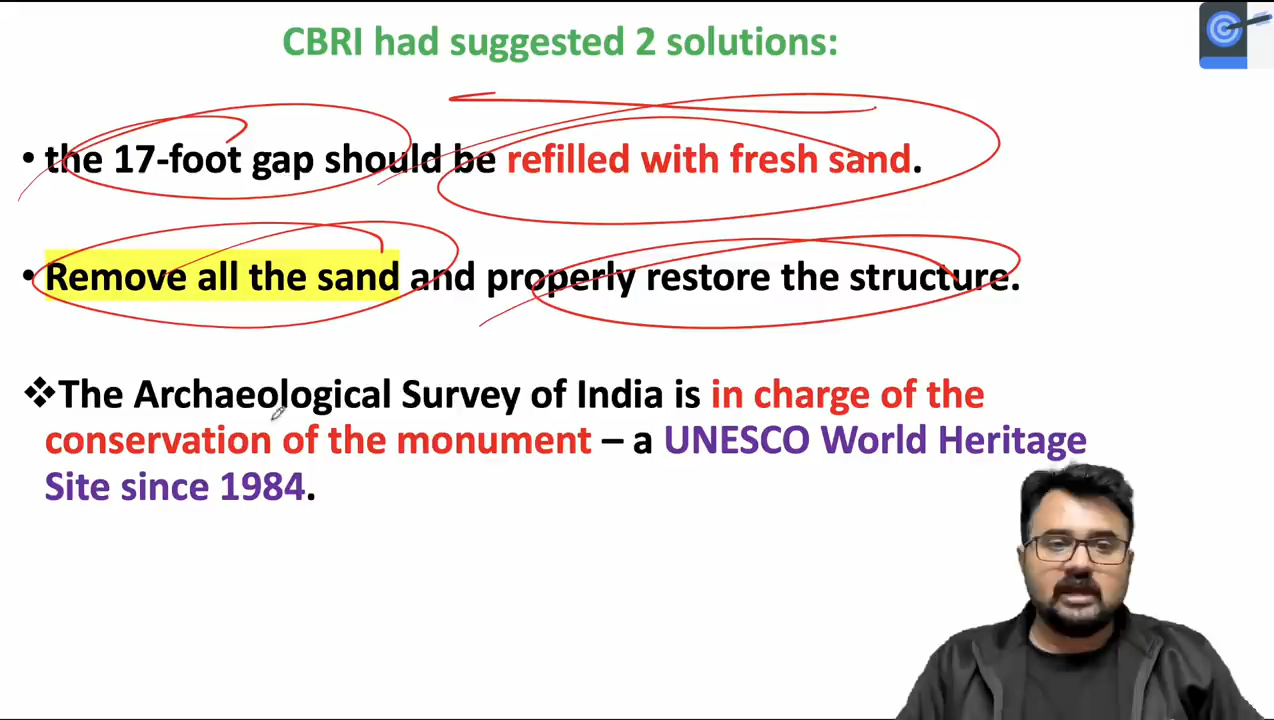 CBRI had suggested 2 solutions:
• the 17-foot gap should be refilled with fresh sand.
• Remove all the sand and properly restore the structure.
❖The Archaeological Survey of India is in charge of the
conservation of the monument – a UNESCO World Heritage
Site since 1984.